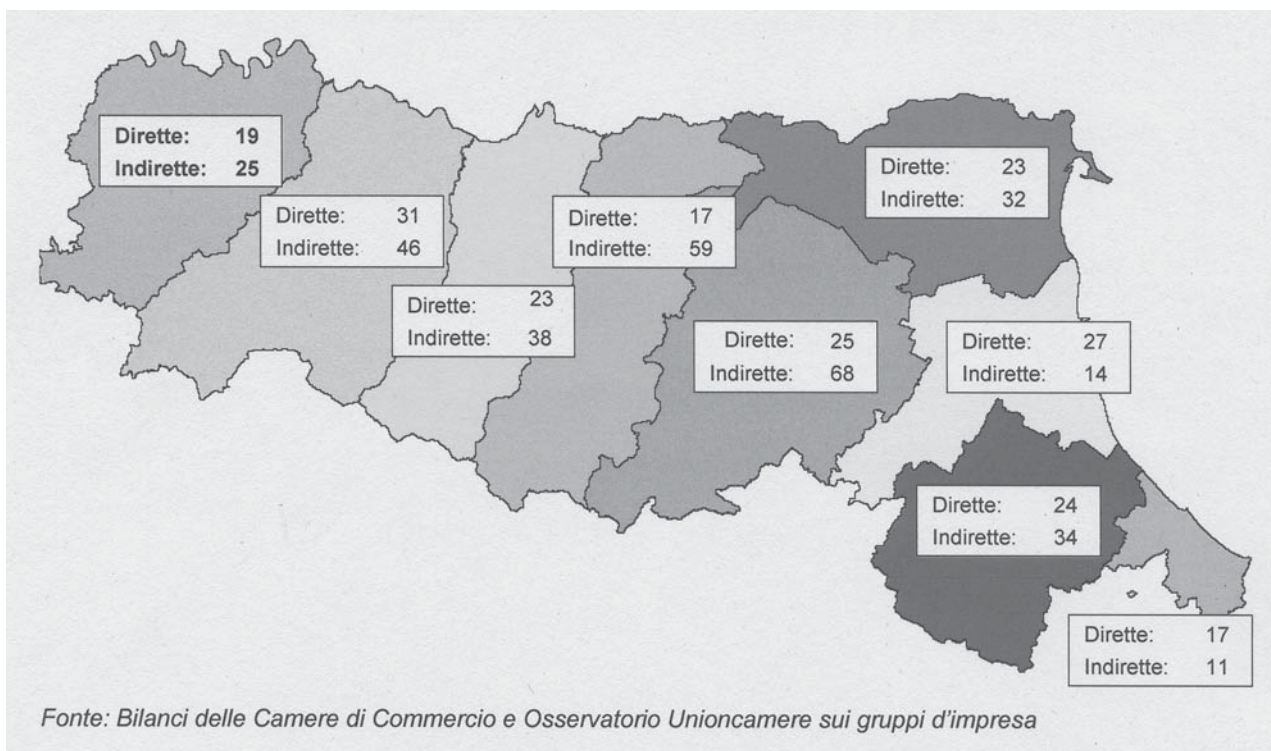 Dirette: 19
Indirette: 25
Dirette: 31
Indirette: 46
Dirette: 23
Indirette: 38
Dirette: 17
Indirette: 59
Dirette: 25
Indirette: 68
Dirette: 23
Indirette: 32
Dirette: 27
Indirette: 14
Dirette: 24
Indirette: 34
Dirette: 17
Indirette: 11
Fonte: Bilanci delle Camere di Commercio e Osservatorio Unioncamere sui gruppi d'impresa